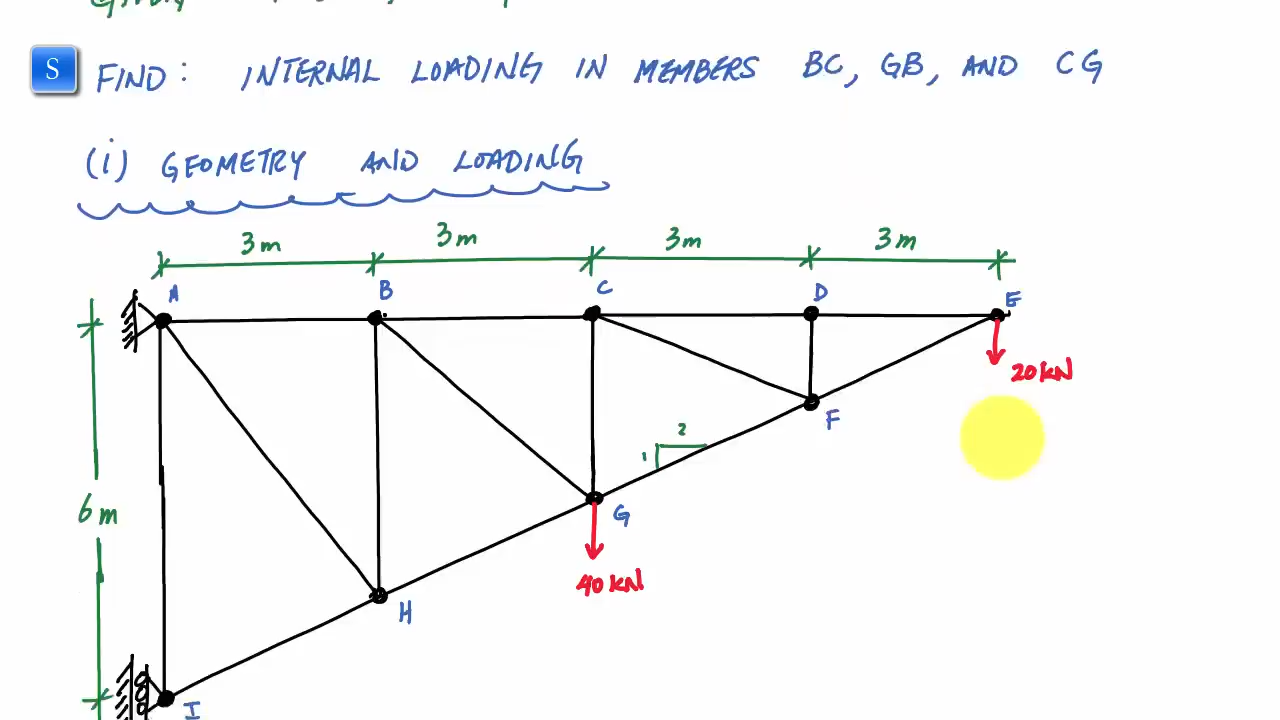 S
FIND: INTERNAL LOADING IN MEMBERS BC, GB, AND CG
(i) GEOMETRY AND LOADING
3m 3m 3m 3m
A B C D E
20kN
F
2
1
6m
G
40kN
H
I